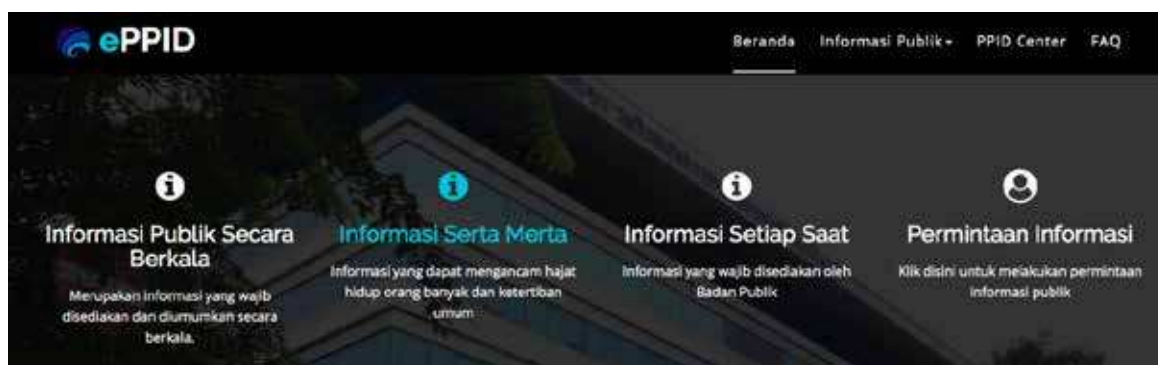 ePPID
Beranda Informasi Publik PPID Center FAQ
Informasi Publik Secara
Berkala
Merupakan informasi yang wajib
disediakan dan diumumkan secara
berkala.
Informasi Serta Merta
Informasi yang dapat mengancam hajat
hidup orang banyak dan ketertiban
umum
Informasi Setiap Saat
Informasi yang wajib disediakan oleh
Badan Publik
Permintaan Informasi
Klik disini untuk melakukan permintaan
informasi publik